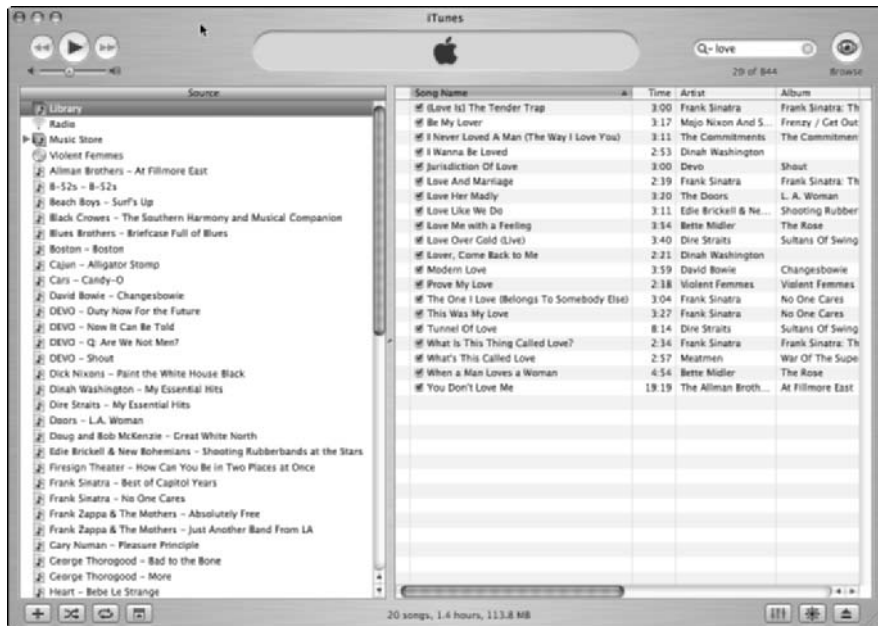 iTunes
love
20 of 844
Browse
Source
Library
Radio
Music Store
Violent Femmes
Allman Brothers – At Fillmore East
B-52s – B-52s
Beach Boys – Surf's Up
Black Crowes – The Southern Harmony and Musical Companion
Blues Brothers – Briefcase Full of Blues
Boston – Boston
Cajun – Alligator Stomp
Cars – Candy-O
David Bowie – Changesbowie
DEVO – Duty Now For the Future
DEVO – Now It Can Be Told
DEVO – Q: Are We Not Men?
DEVO – Shout
Dick Nixons – Paint the White House Black
Dinah Washington – My Essential Hits
Dire Straits – My Essential Hits
Doors – L.A. Woman
Doug and Bob McKenzie – Great White North
Edie Brickell & New Bohemians – Shooting Rubberbands at the Stars
Firesign Theater – How Can You Be in Two Places at Once
Frank Sinatra – Best of Capitol Years
Frank Sinatra – No One Cares
Frank Zappa & The Mothers – Absolutely Free
Frank Zappa & The Mothers – Just Another Band From LA
Gary Numan – Pleasure Principle
George Thorogood – Bad to the Bone
George Thorogood – More
Heart – Bebe Le Strange
Song Name Time Artist Album
(Love Is) The Tender Trap 3:00 Frank Sinatra Frank Sinatra: Th
Be My Lover 3:17 Mojo Nixon And S... Frenzy / Get Out
I Never Loved A Man (The Way I Love You) 3:11 The Commitments The Commitmen
I Wanna Be Loved 2:53 Dinah Washington
Jurisdiction Of Love 3:00 Devo Shout
Love And Marriage 2:39 Frank Sinatra Frank Sinatra: Th
Love Her Madly 3:20 The Doors L. A. Woman
Love Like We Do 3:11 Edie Brickell & Ne... Shooting Rubber
Love Me with a Feeling 3:54 Bette Midler The Rose
Love Over Gold (Live) 3:40 Dire Straits Sultans Of Swing
Lover, Come Back to Me 2:21 Dinah Washington
Modern Love 3:59 David Bowie Changesbowie
Prove My Love 2:38 Violent Femmes Violent Femmes
The One I Love (Belongs To Somebody Else) 3:04 Frank Sinatra No One Cares
This Was My Love 3:27 Frank Sinatra No One Cares
Tunnel Of Love 8:14 Dire Straits Sultans Of Swing
What Is This Thing Called Love? 2:34 Frank Sinatra Frank Sinatra: Th
What's This Called Love 2:57 Meatmen War Of The Supe
When a Man Loves a Woman 4:54 Bette Midler The Rose
You Don't Love Me 19:19 The Allman Broth... At Fillmore East
20 songs, 1.4 hours, 113.8 MB